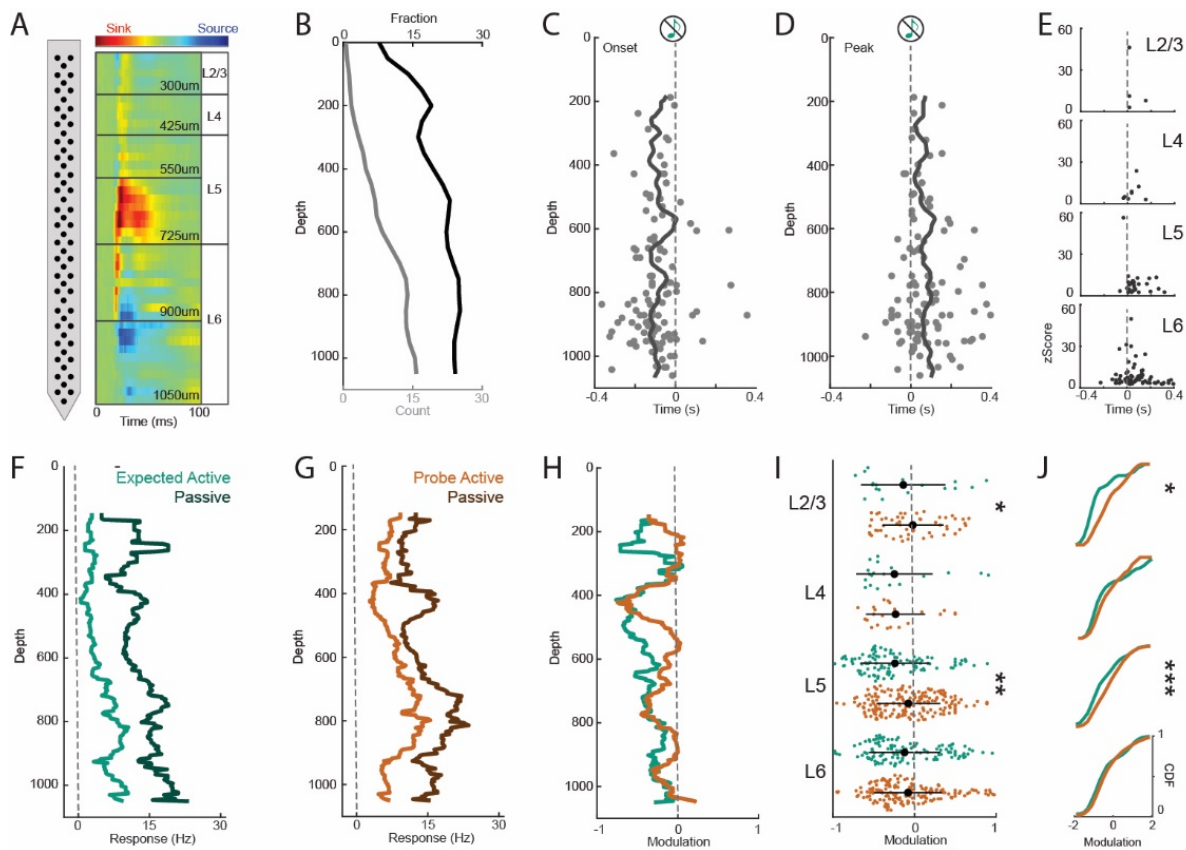 A
Sink
Source
L2/3
300um
L4
425um
550um
L5
725um
900um
L6
1050um
0
100
Time (ms)
B
Fraction
0
15
30
0
200
400
600
800
1000
Depth
0
15
30
Count
C
Onset
0
200
400
600
800
1000
Depth
-0.4
0
0.4
Time (s)
D
Peak
0
200
400
600
800
1000
Depth
-0.4
0
0.4
Time (s)
E
L2/3
60
30
0
L4
60
30
0
L5
60
30
0
L6
60
30
0
zScore
-0.4
0
0.4
Time (s)
F
Expected Active
Passive
0
200
400
600
800
1000
Depth
0
15
30
Response (Hz)
G
Probe Active
Passive
0
200
400
600
800
1000
Depth
0
15
30
Response (Hz)
H
0
200
400
600
800
1000
Depth
-1
0
1
Modulation
I
L2/3
*
L4
L5
**
L6
-1
0
1
Modulation
J
*
***
1
0
CDF
-2
0
2
Modulation